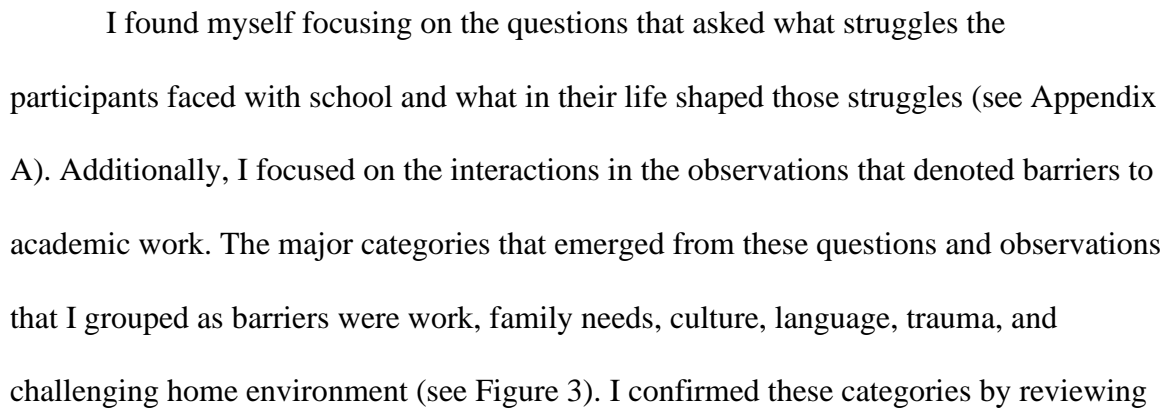 I found myself focusing on the questions that asked what struggles the
participants faced with school and what in their life shaped those struggles (see Appendix
A). Additionally, I focused on the interactions in the observations that denoted barriers to
academic work. The major categories that emerged from these questions and observations
that I grouped as barriers were work, family needs, culture, language, trauma, and
challenging home environment (see Figure 3). I confirmed these categories by reviewing